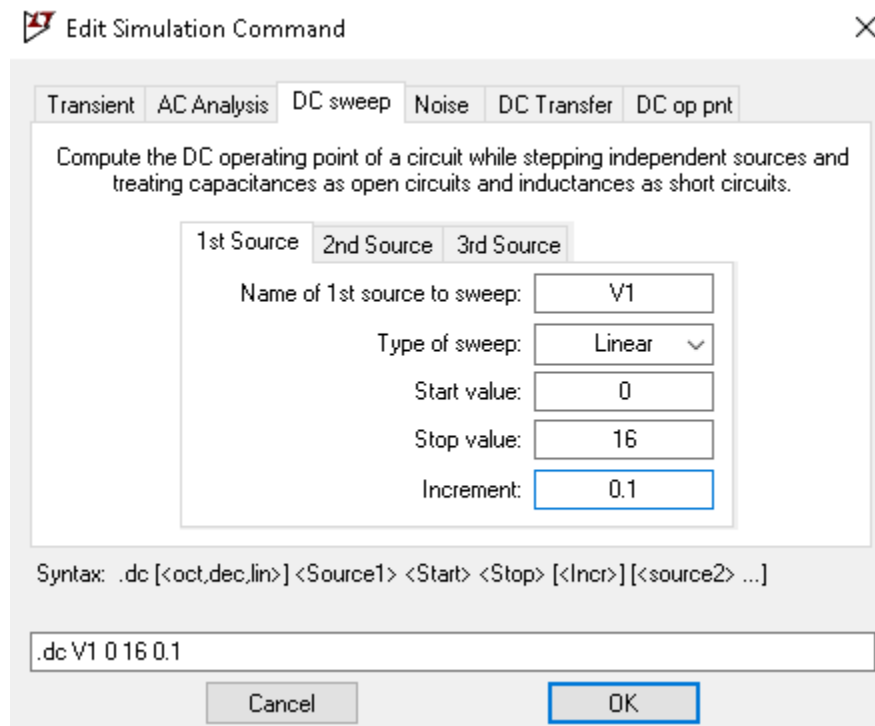 Edit Simulation Command
Transient AC Analysis DC sweep Noise DC Transfer DC op pnt
Compute the DC operating point of a circuit while stepping independent sources and
treating capacitances as open circuits and inductances as short circuits.
1st Source 2nd Source 3rd Source
Name of 1st source to sweep: V1
Type of sweep: Linear
Start value: 0
Stop value: 16
Increment: 0.1
Syntax: .dc [<oct,dec,lin>] <Source1> <Start> <Stop> [<Incr>] [<source2> ...]
.dc V1 0 16 0.1
Cancel OK